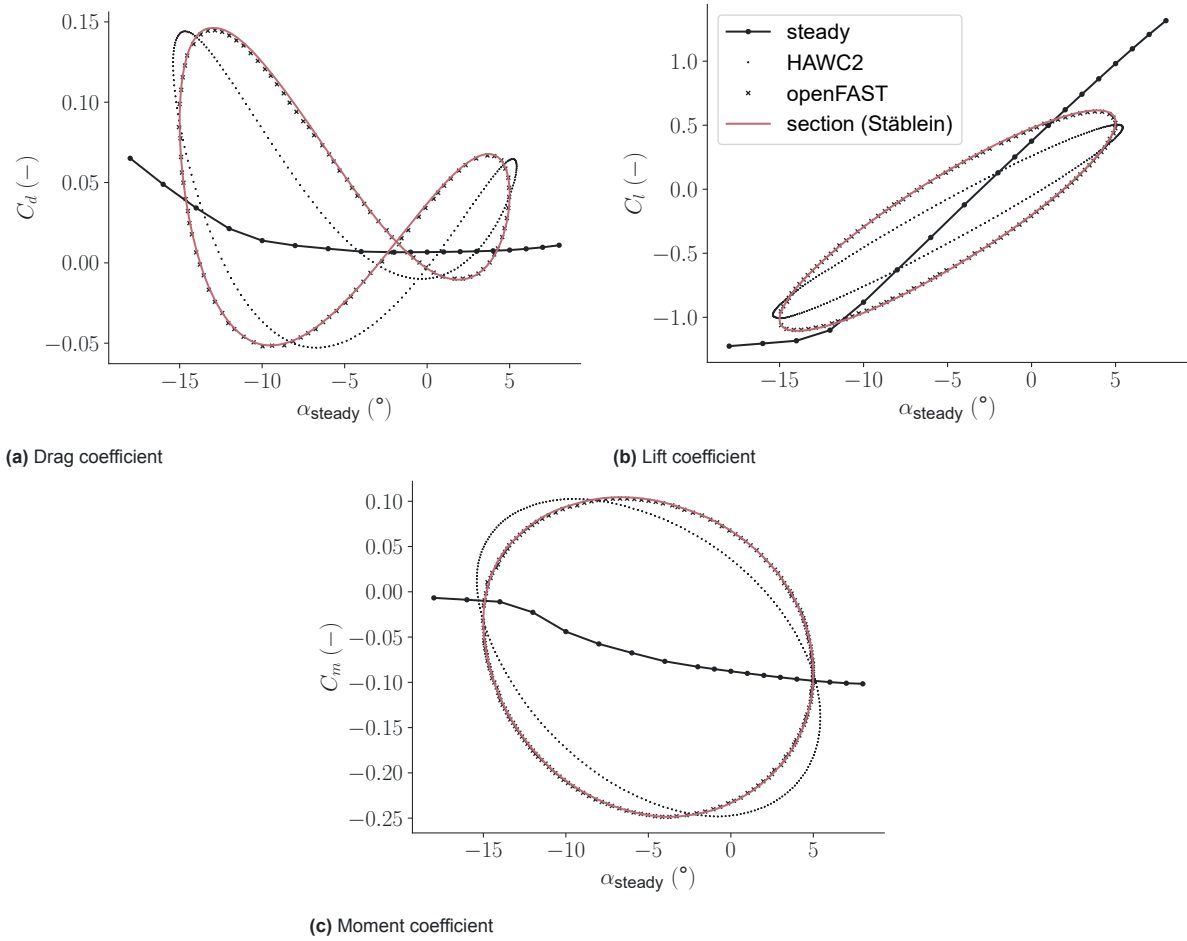 0.15
0.10
0.05
0.00
−0.05
C_d (−)
−15 −10 −5 0 5
α_steady (°)
(a) Drag coefficient
1.0
0.5
0.0
−0.5
−1.0
C_l (−)
steady
HAWC2
openFAST
section (Stäblein)
−15 −10 −5 0 5
α_steady (°)
(b) Lift coefficient
0.10
0.05
0.00
−0.05
−0.10
−0.15
−0.20
−0.25
C_m (−)
−15 −10 −5 0 5
α_steady (°)
(c) Moment coefficient